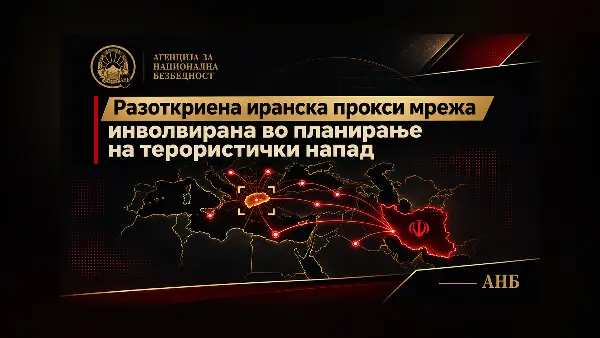 АГЕНЦИЈА ЗА
НАЦИОНАЛНА
БЕЗБЕДНОСТ
Разоткриена иранска прокси мрежа
инволвирана во планирање
на терористички напад
АНБ